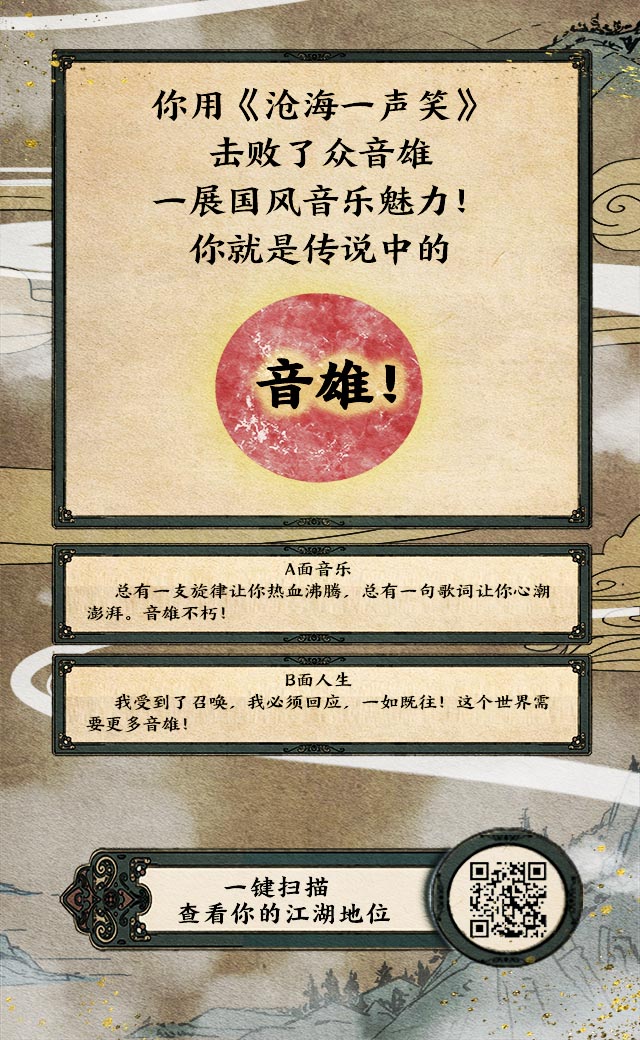 你用《沧海一声笑》
击败了众音雄
一展国风音乐魅力！
你就是传说中的
音雄！
A面音乐
总有一支旋律让你热血沸腾，总有一句歌词让你心潮
澎湃。音雄不朽！
B面人生
我受到了召唤，我必须回应，一如既往！这个世界需
要更多音雄！
一键扫描
查看你的江湖地位